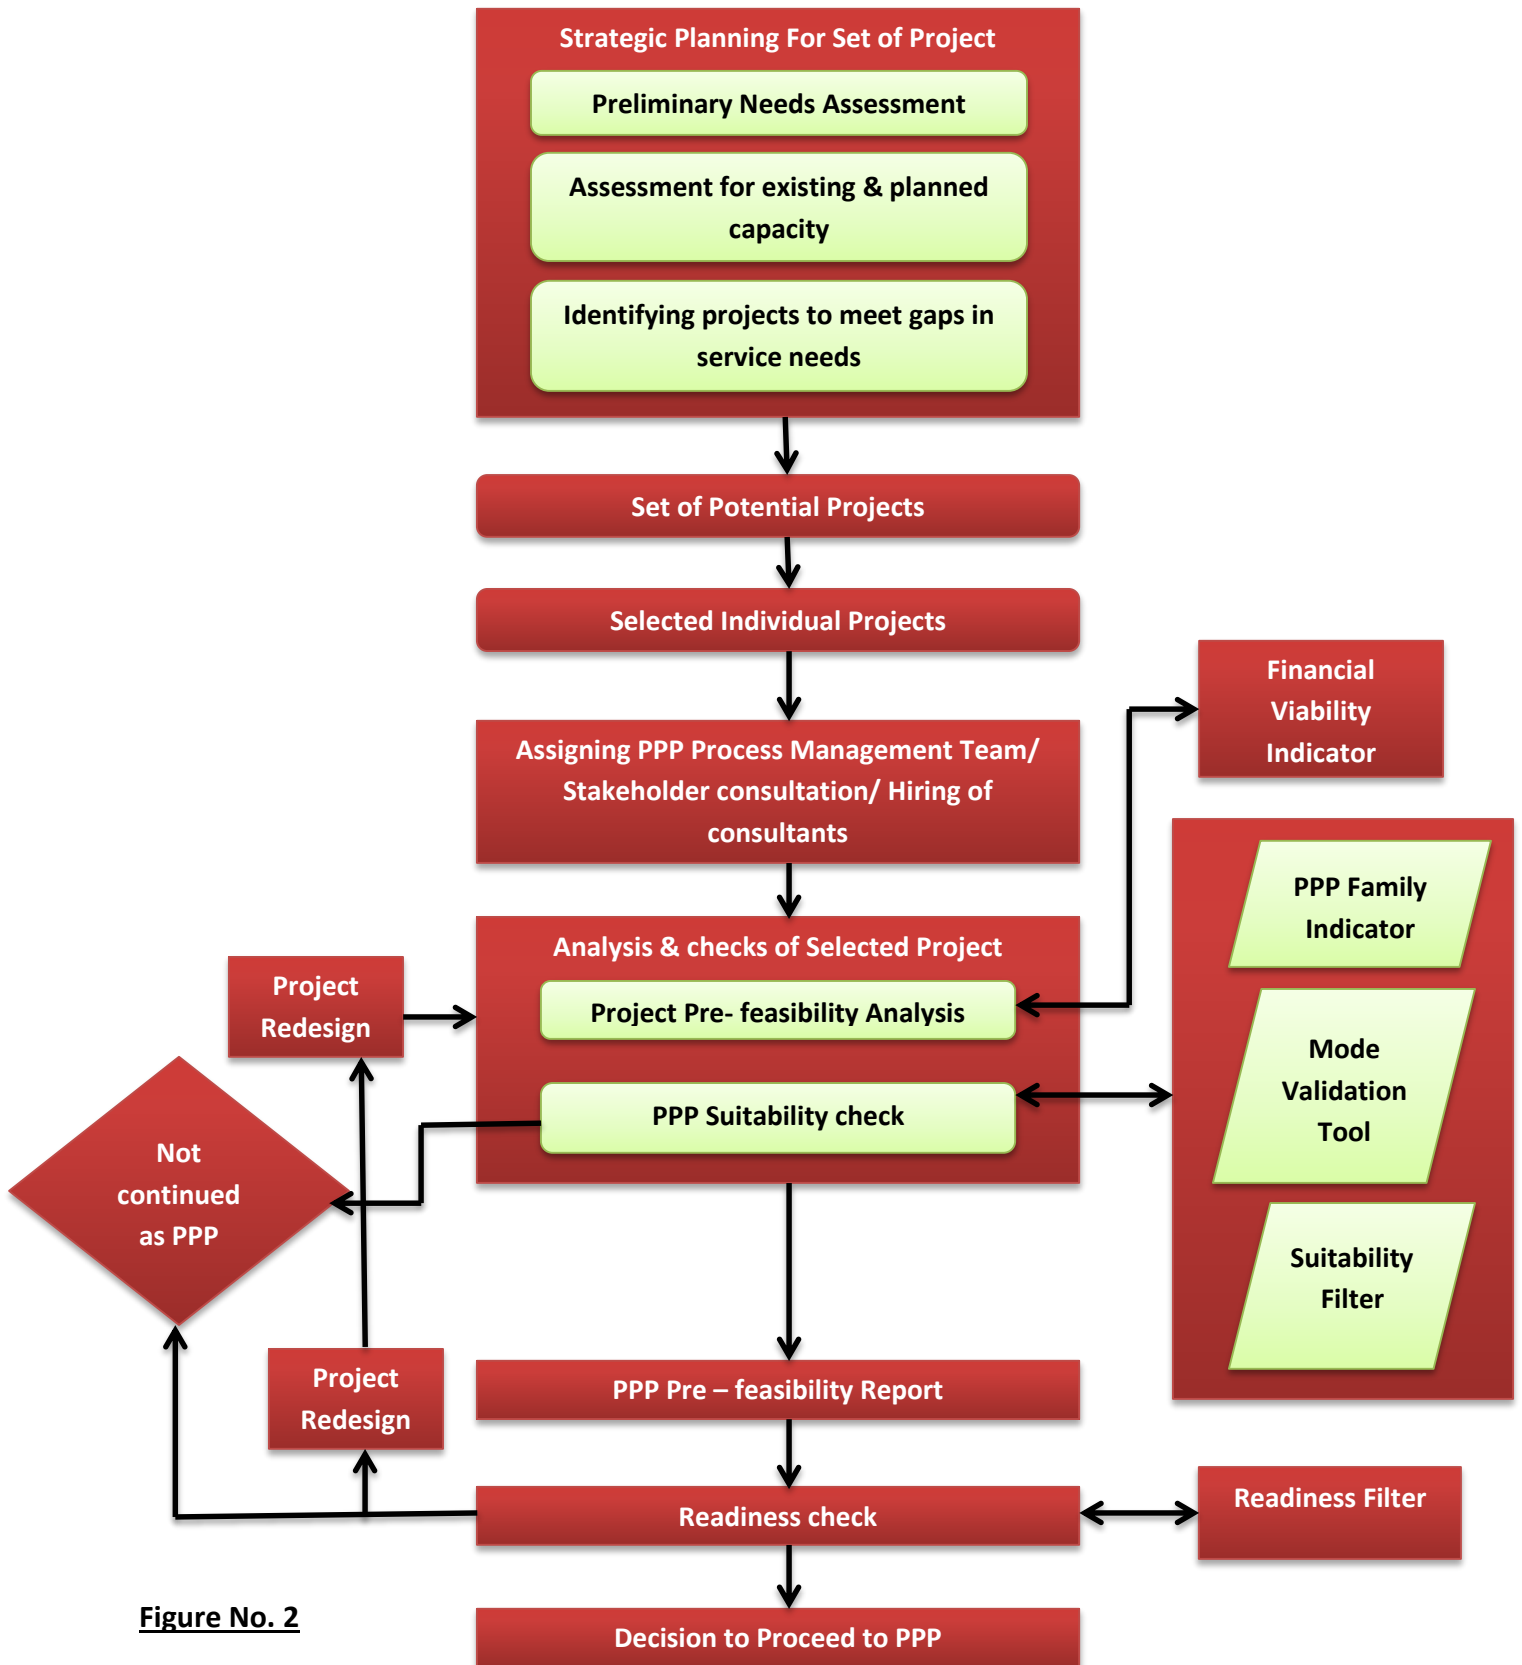 Strategic Planning For Set of Project
Preliminary Needs Assessment
Assessment for existing & planned
capacity
Identifying projects to meet gaps in
service needs
Set of Potential Projects
Selected Individual Projects
Financial
Viability
Indicator
Assigning PPP Process Management Team/
Stakeholder consultation/ Hiring of
consultants
PPP Family
Indicator
Analysis & checks of Selected Project
Project
Redesign
Project Pre- feasibility Analysis
Mode
Validation
Tool
PPP Suitability check
Not
continued
as PPP
Suitability
Filter
Project
Redesign
PPP Pre – feasibility Report
Readiness Filter
Readiness check
Figure No. 2
Decision to Proceed to PPP